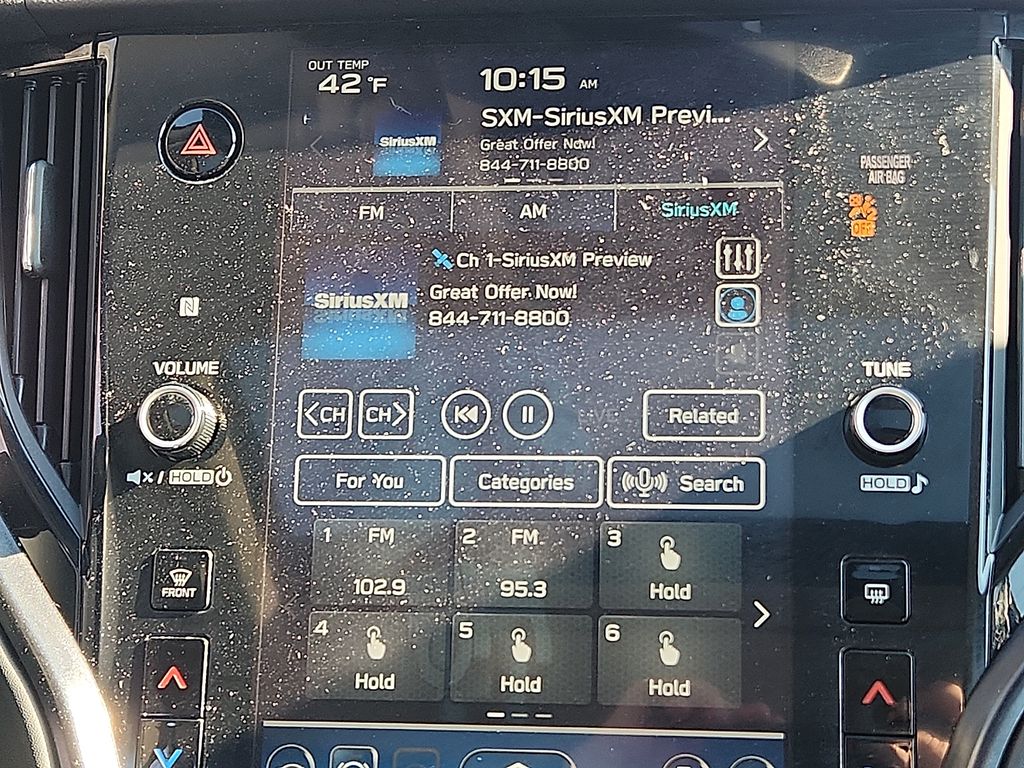 OUT TEMP
42 °F
10:15 AM
SXM-SiriusXM Previ...
SiriusXM
Great Offer Now!
844-711-8800
PASSENGER
AIR BAG
OFF
FM
AM
SiriusXM
Ch 1-SiriusXM Preview
SiriusXM
Great Offer Now!
844-711-8800
N
VOLUME
TUNE
<CH
CH>
LIVE
Related
HOLD
HOLD
For You
Categories
Search
1 FM
102.9
2 FM
95.3
3
Hold
FRONT
4
Hold
5
Hold
6
Hold